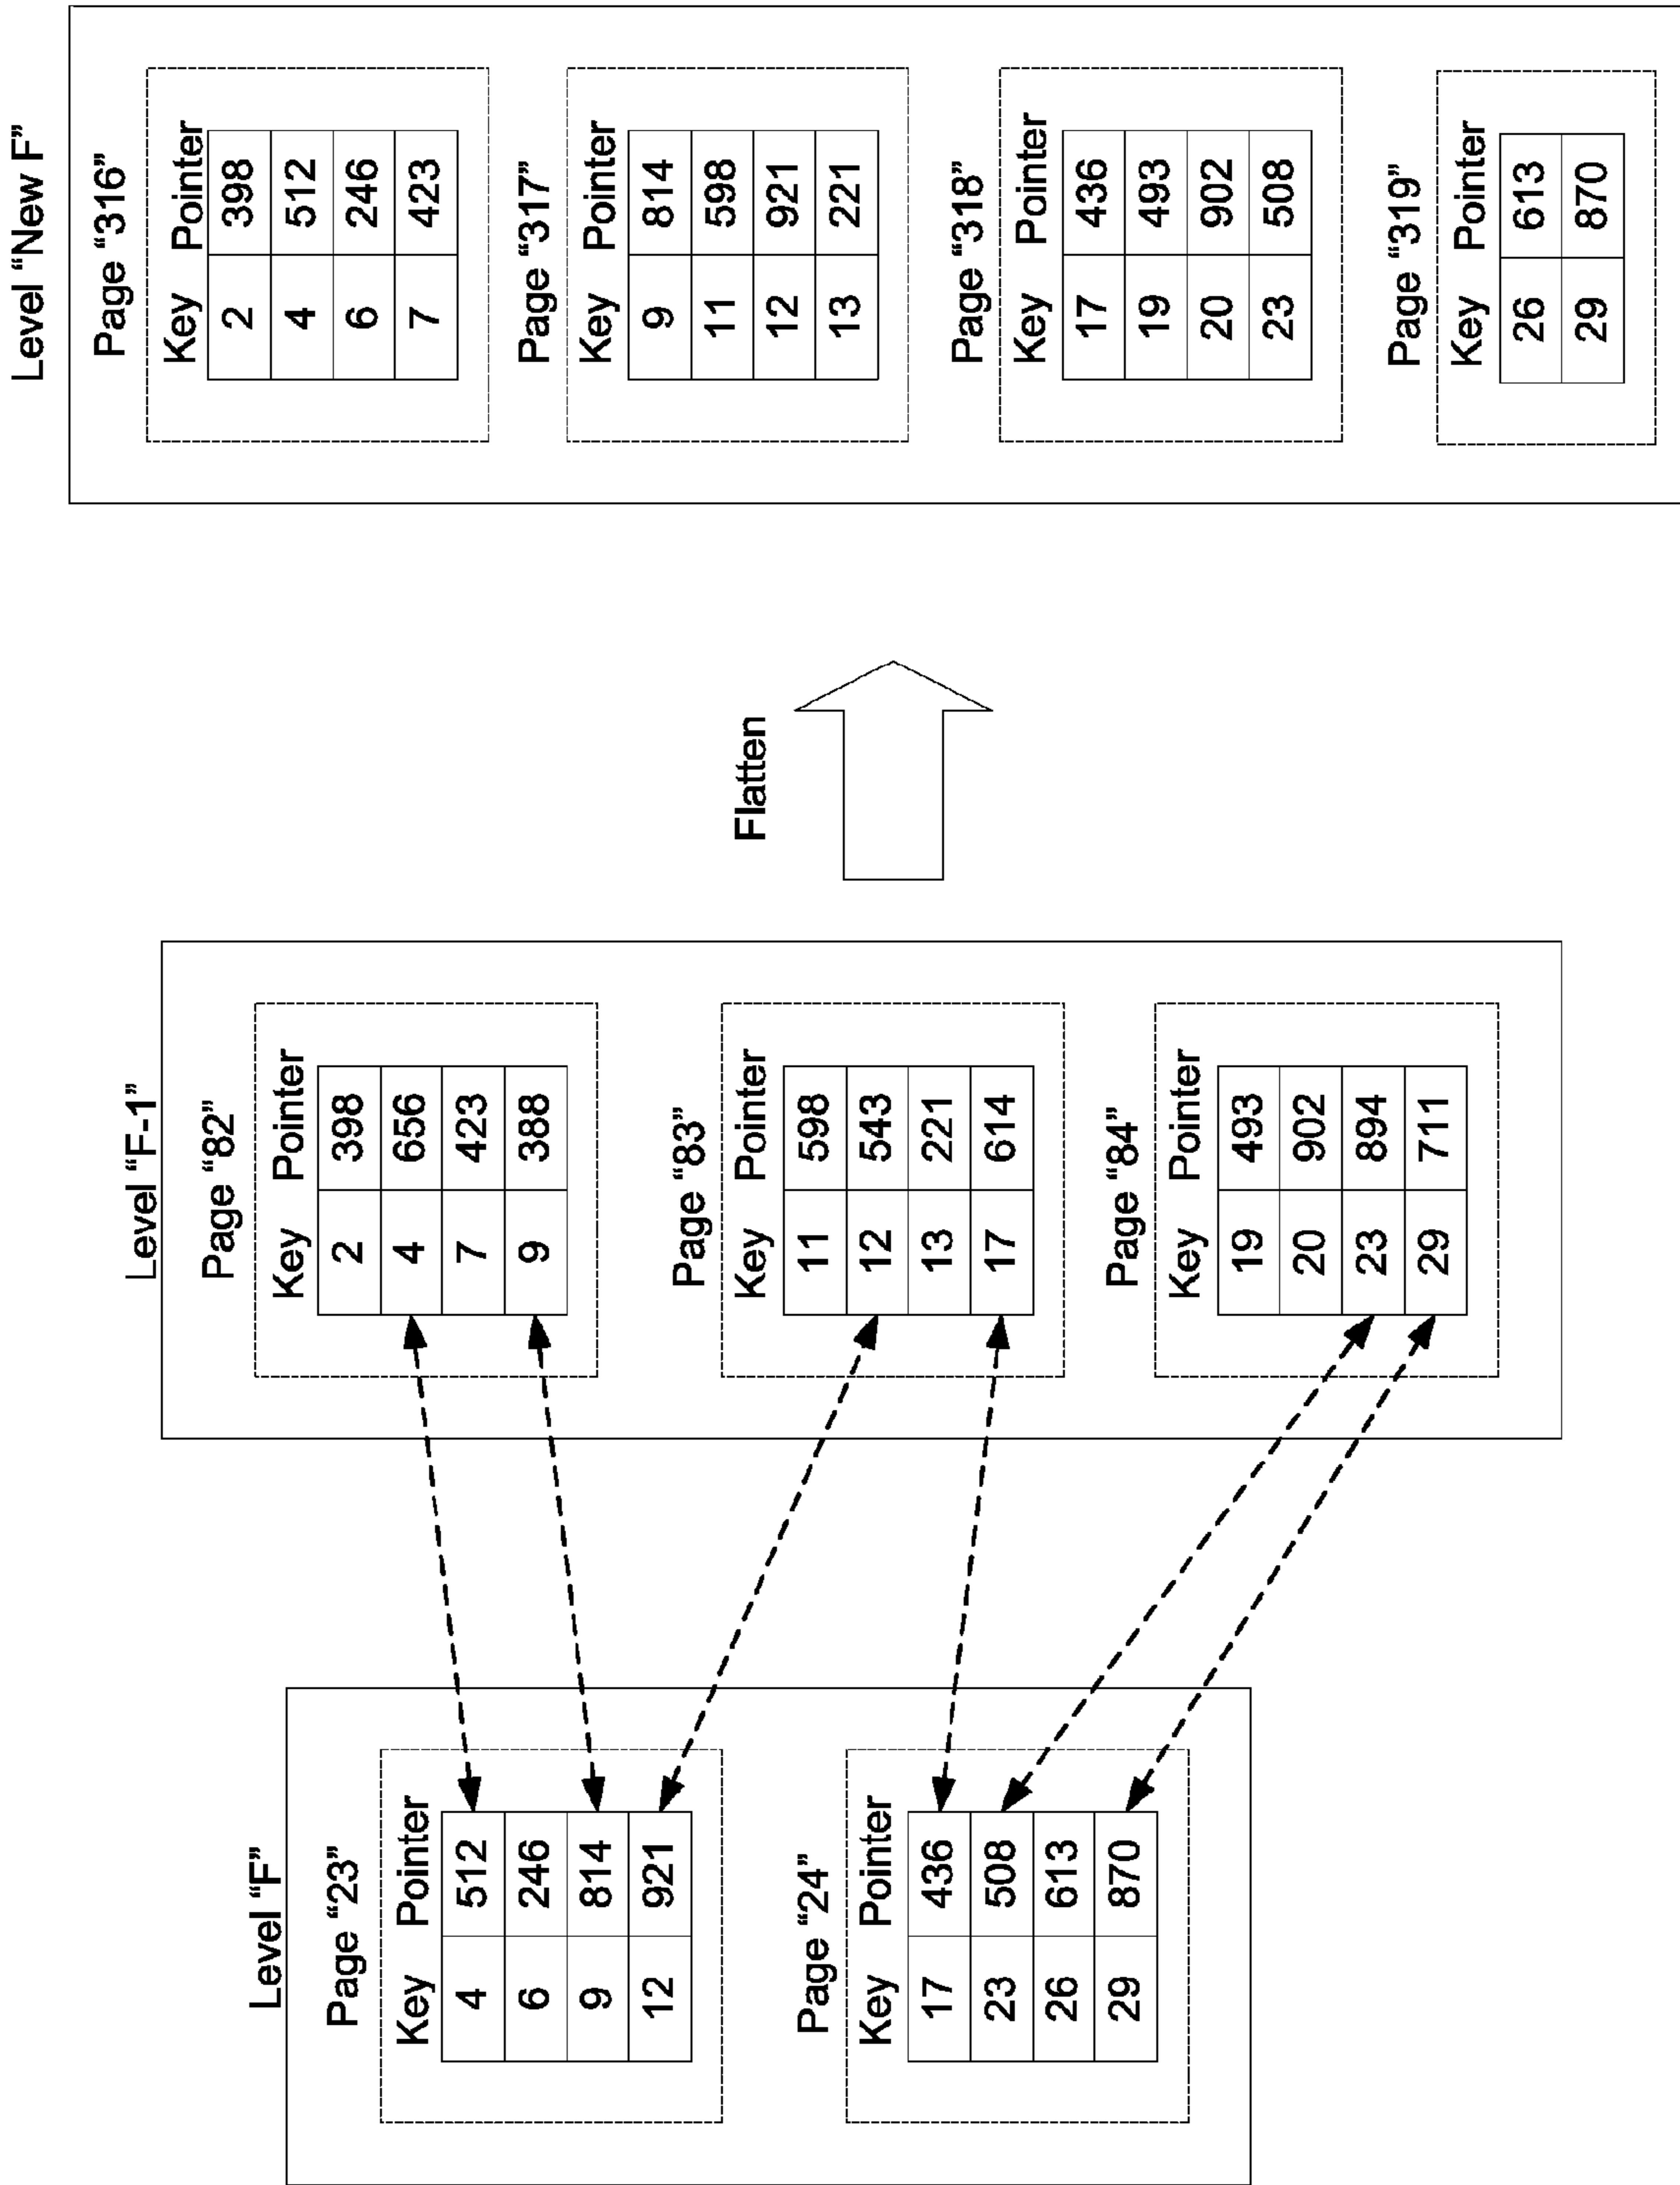 Level “F”
Page “23”
Key Pointer
4 512
6 246
9 814
12 921
Page “24”
Key Pointer
17 436
23 508
26 613
29 870
Level “F-1”
Page “82”
Key Pointer
2 398
4 656
7 423
9 388
Page “83”
Key Pointer
11 598
12 543
13 221
17 614
Page “84”
Key Pointer
19 493
20 902
23 894
29 711
Flatten
Level “New F”
Page “316”
Key Pointer
2 398
4 512
6 246
7 423
Page “317”
Key Pointer
9 814
11 598
12 921
13 221
Page “318”
Key Pointer
17 436
19 493
20 902
23 508
Page “319”
Key Pointer
26 613
29 870